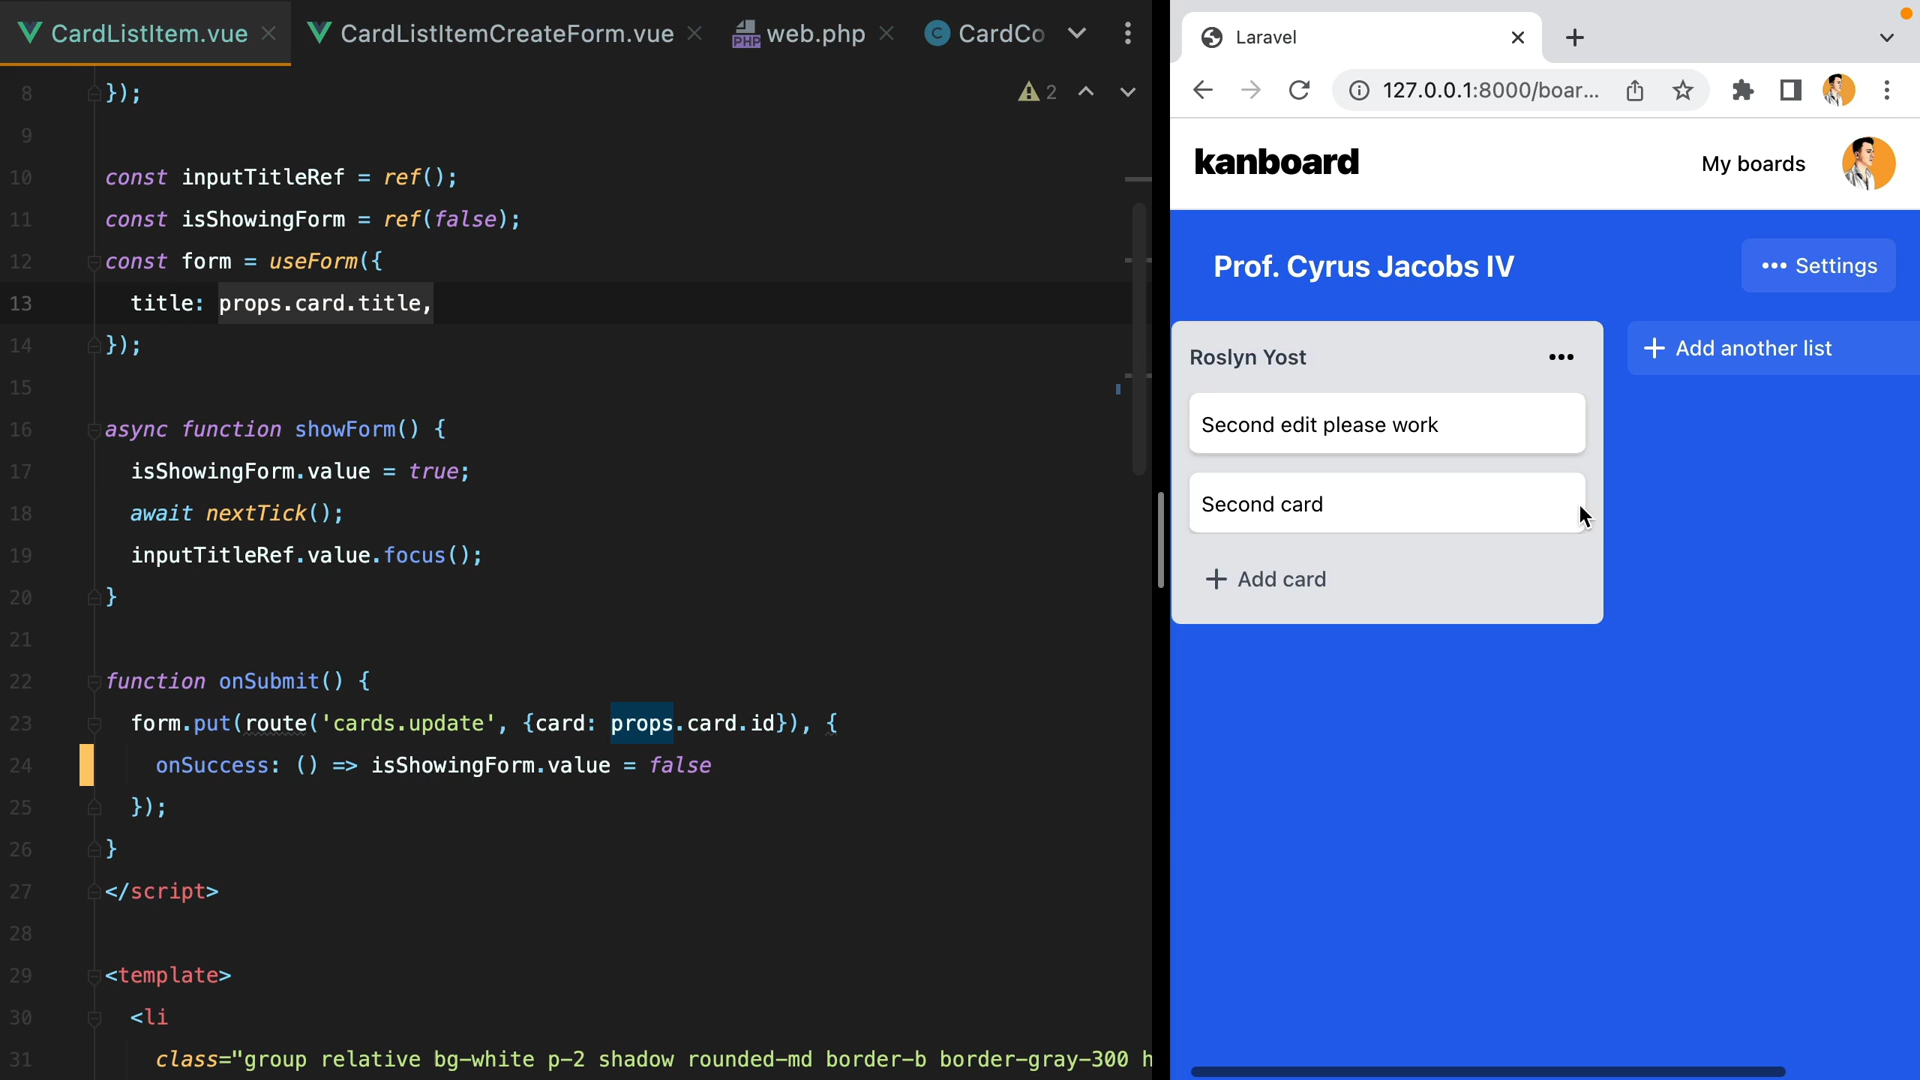 CardListItem.vue
CardListItemCreateForm.vue
PHP
web.php
C
CardCo
8 });
2
9
10 const inputTitleRef = ref();
11 const isShowingForm = ref(false);
12 const form = useForm({
13 title: props.card.title,
14 });
15
16 async function showForm() {
17 isShowingForm.value = true;
18 await nextTick();
19 inputTitleRef.value.focus();
20 }
21
22 function onSubmit() {
23 form.put(route('cards.update', {card: props.card.id}), {
24 onSuccess: () => isShowingForm.value = false
25 });
26 }
27 </script>
28
29 <template>
30 <li
31 class="group relative bg-white p-2 shadow rounded-md border-b border-gray-300 h
Laravel
127.0.0.1:8000/boar...
kanboard
My boards
Prof. Cyrus Jacobs IV
Settings
Roslyn Yost
Add another list
Second edit please work
Second card
Add card